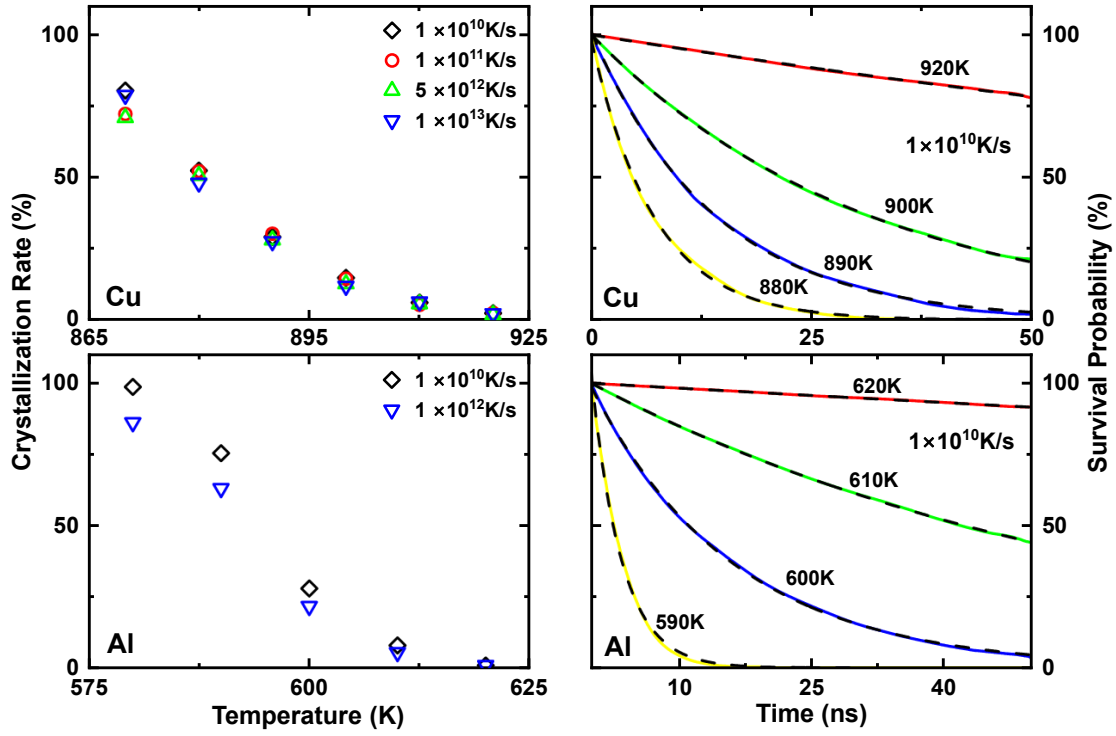 Crystallization Rate (%)
100
50
0
◇ 1 ×10¹⁰K/s
○ 1 ×10¹¹K/s
△ 5 ×10¹²K/s
▽ 1 ×10¹³K/s
Cu
865 895 925
100
50
0
◇ 1 ×10¹⁰K/s
▽ 1 ×10¹²K/s
Al
575 600 625
Temperature (K)
920K
1×10¹⁰K/s
900K
890K
880K
Cu
0 25 50
100
50
0
620K
1×10¹⁰K/s
610K
600K
590K
Al
10 25 40
100
50
0
Time (ns)
Survival Probability (%)